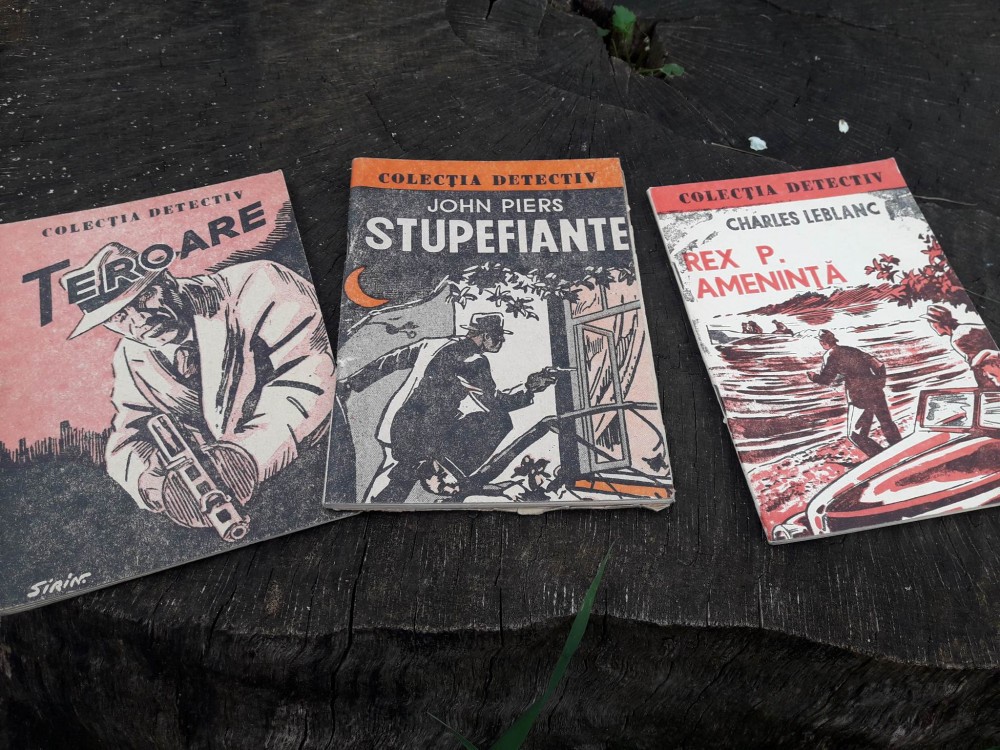 COLECȚIA DETECTIV
TEROARE
SIRIN.
COLECȚIA DETECTIV
JOHN PIERS
STUPEFIANTE
COLECȚIA DETECTIV
CHARLES LEBLANC
REX P.
AMENINȚĂ